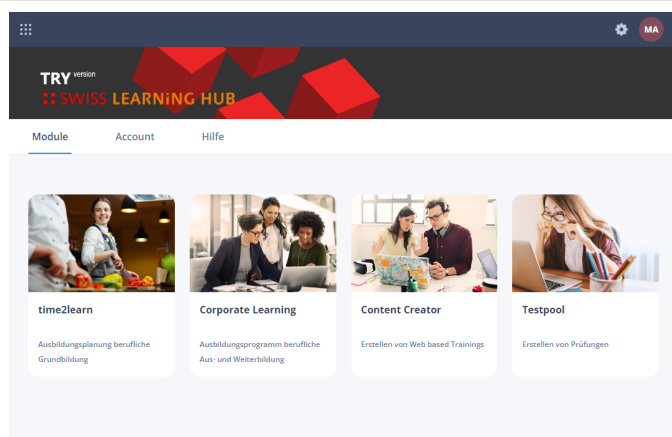 MA
TRY version
SWISS LEARNiNG HUB
Module Account Hilfe
time2learn
Ausbildungsplanung berufliche
Grundbildung
Corporate Learning
Ausbildungsprogramm berufliche
Aus- und Weiterbildung
Content Creator
Erstellen von Web based Trainings
Testpool
Erstellen von Prüfungen